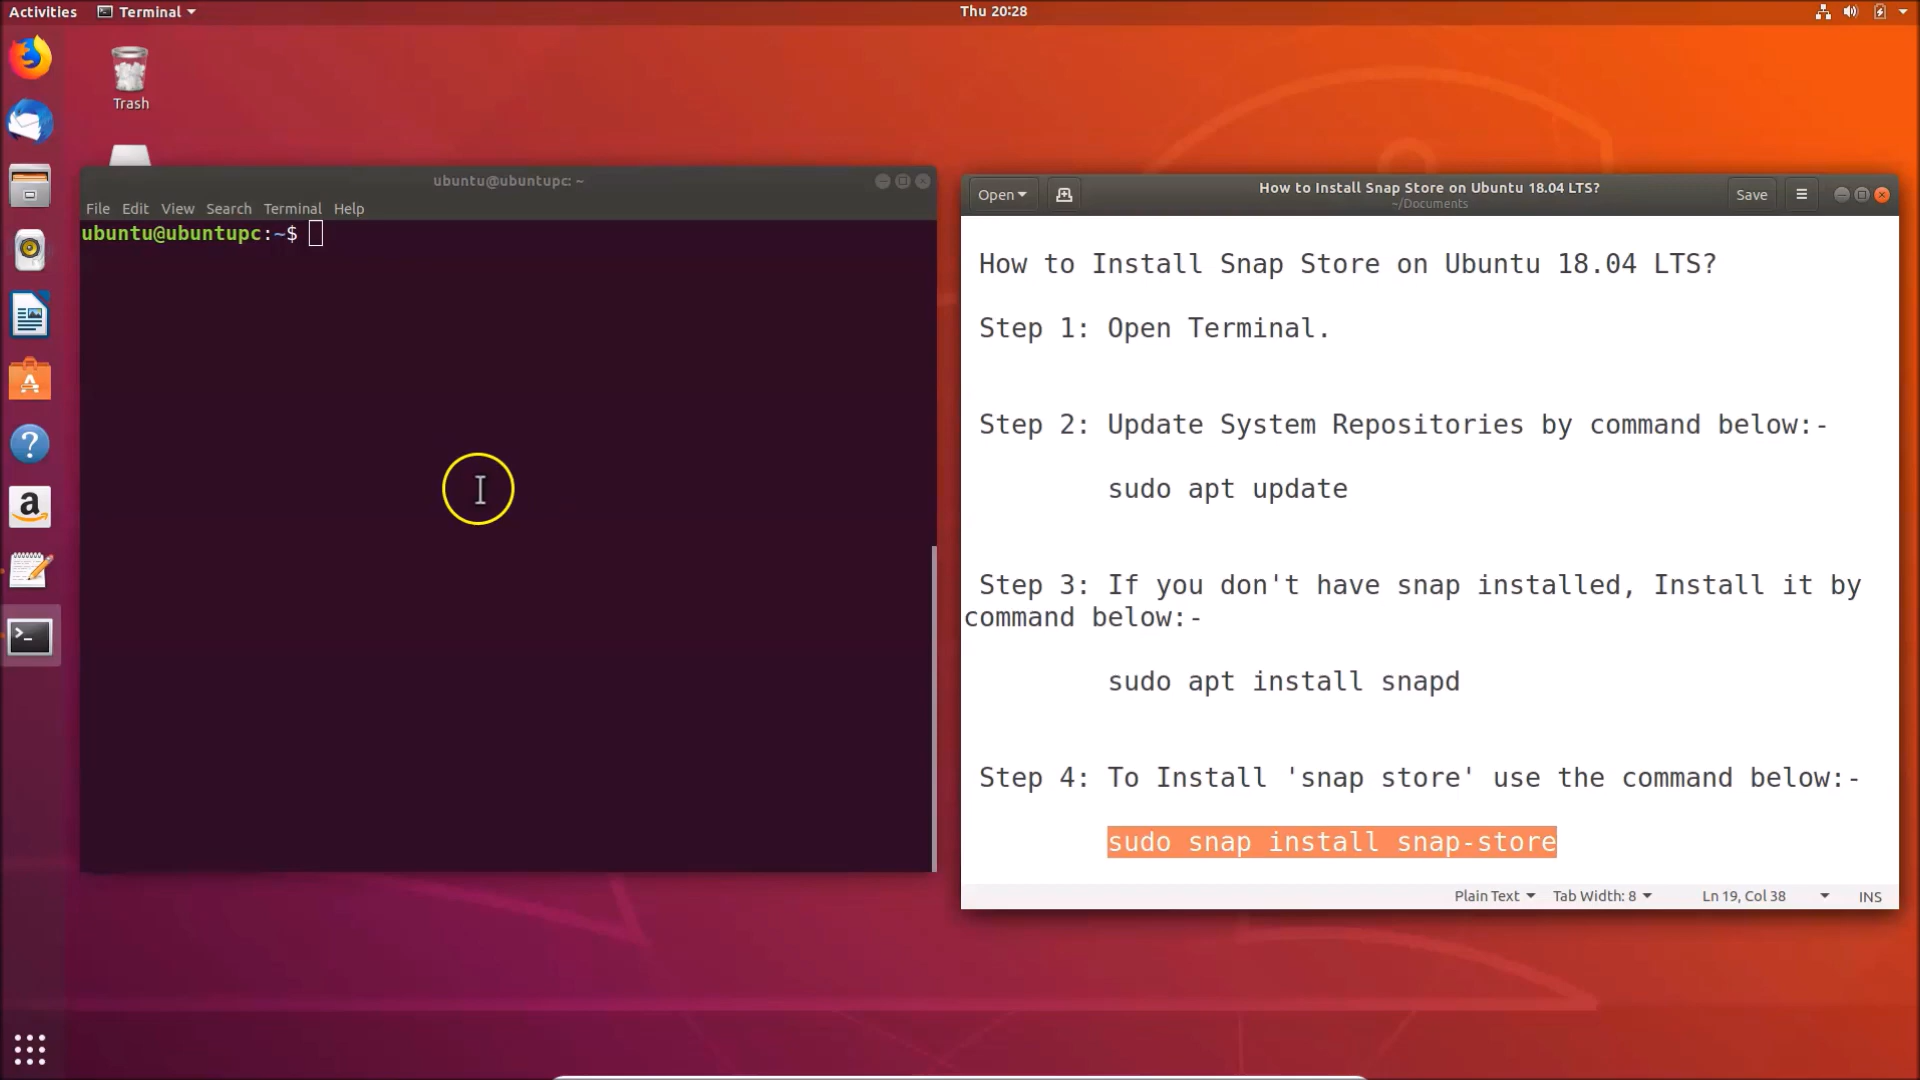 Activities
Terminal
Thu 20:28
Trash
ubuntu@ubuntupc: ~
File Edit View Search Terminal Help
ubuntu@ubuntupc:~$
Open
How to Install Snap Store on Ubuntu 18.04 LTS?
~/Documents
Save
How to Install Snap Store on Ubuntu 18.04 LTS?
Step 1: Open Terminal.
Step 2: Update System Repositories by command below:-
sudo apt update
Step 3: If you don't have snap installed, Install it by
command below:-
sudo apt install snapd
Step 4: To Install 'snap store' use the command below:-
sudo snap install snap-store
Plain Text
Tab Width: 8
Ln 19, Col 38
INS